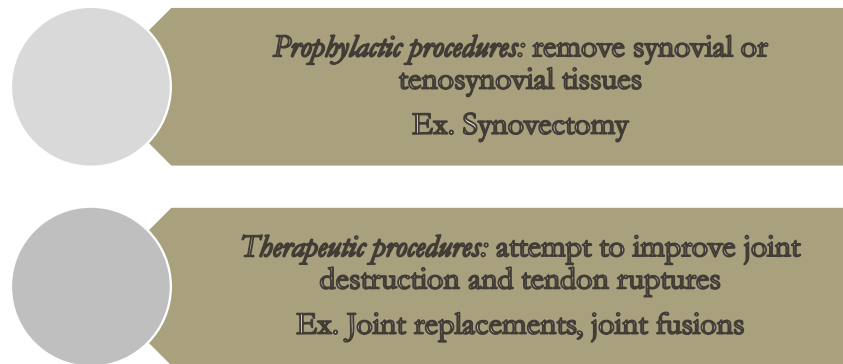 Prophylactic procedures: remove synovial or
tenosynovial tissues
Ex. Synovectomy
Therapeutic procedures: attempt to improve joint
destruction and tendon ruptures
Ex. Joint replacements, joint fusions